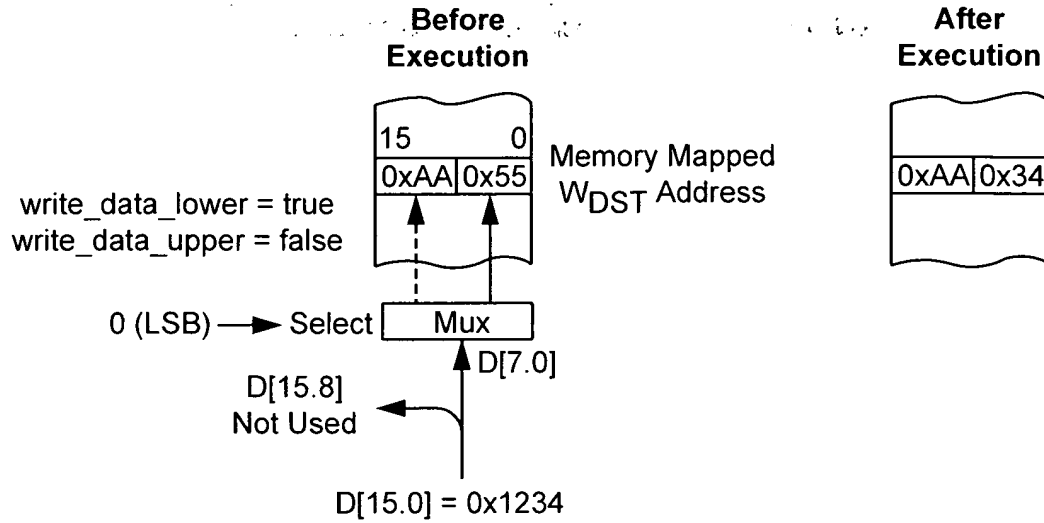 Before
Execution
After
Execution
15 0
0xAA 0x55
Memory Mapped
WDST Address
0xAA 0x34
write_data_lower = true
write_data_upper = false
0 (LSB) Select Mux
D[7.0]
D[15.8]
Not Used
D[15.0] = 0x1234